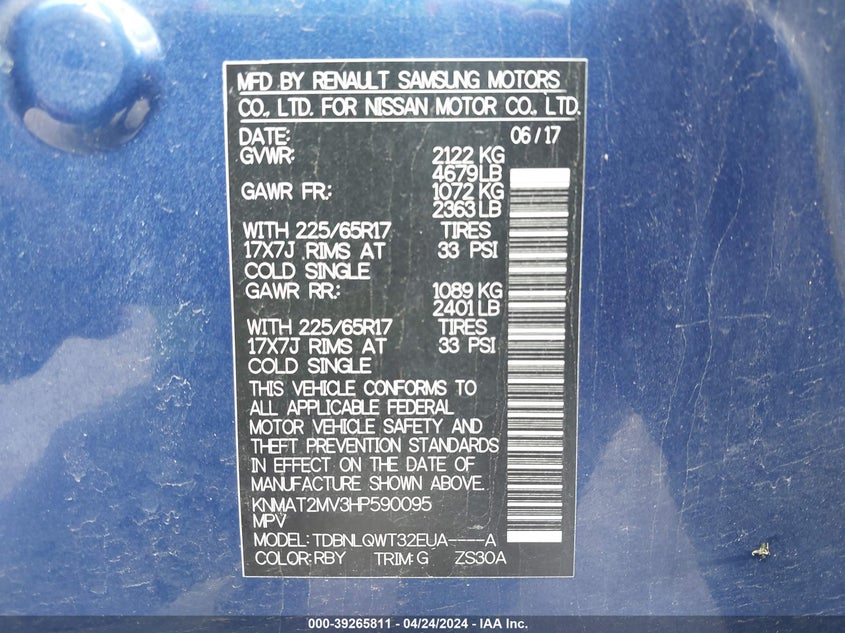 MFD BY RENAULT SAMSUNG MOTORS
CO., LTD. FOR NISSAN MOTOR CO., LTD.
DATE: 06/17
GVWR: 2122 KG
4679 LB
GAWR FR.: 1072 KG
2363 LB
WITH 225/65R17 TIRES
17X7J RIMS AT 33 PSI
COLD SINGLE
GAWR RR.: 1089 KG
2401 LB
WITH 225/65R17 TIRES
17X7J RIMS AT 33 PSI
COLD SINGLE
THIS VEHICLE CONFORMS TO
ALL APPLICABLE FEDERAL
MOTOR VEHICLE SAFETY AND
THEFT PREVENTION STANDARDS
IN EFFECT ON THE DATE OF
MANUFACTURE SHOWN ABOVE.
KNMAT2MV3HP590095
MPV
MODEL: TDBNLQWT32EUA----A
COLOR: RBY TRIM: G ZS30A
000-39265811 - 04/24/2024 - IAA Inc.